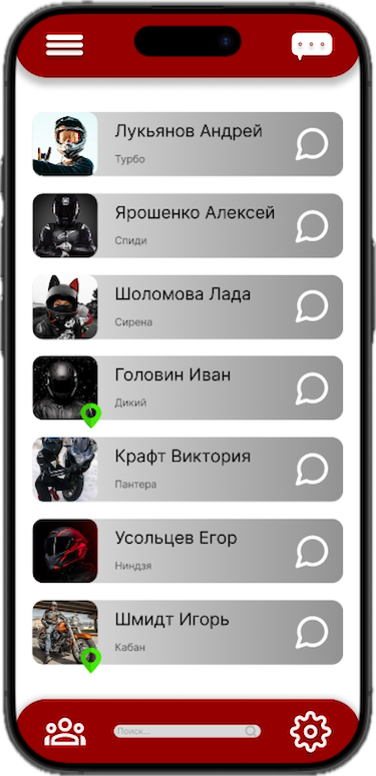 Лукьянов Андрей
Турбо
Ярошенко Алексей
Спиди
Шоломова Лада
Сирена
Головин Иван
Дикий
Крафт Виктория
Пантера
Усольцев Егор
Ниндзя
Шмидт Игорь
Кабан
Поиск...